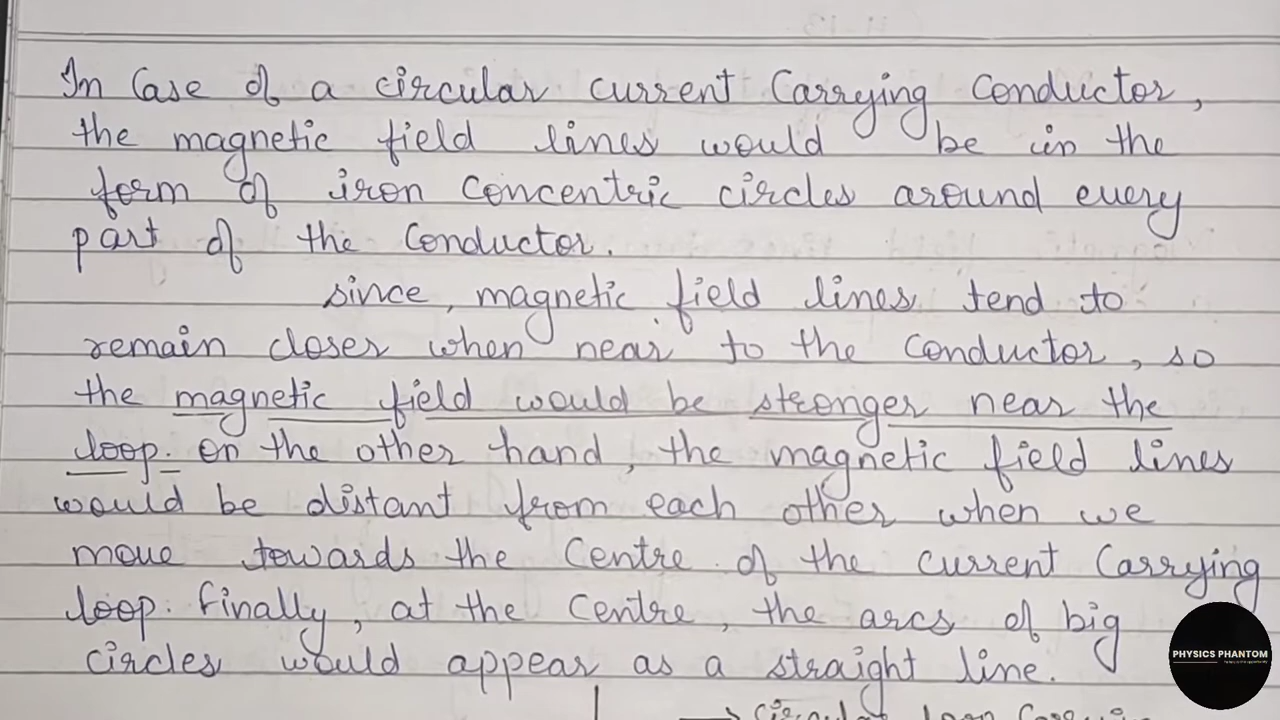 In Case of a circular current Carrying Conductor,
the magnetic field lines would be in the
form of iron concentric circles around every
part of the conductor.
since, magnetic field lines tend to
remain closer when near to the conductor, so
the magnetic field would be stronger near the
loop. On the other hand, the magnetic field lines
would be distant from each other when we
move towards the Centre of the current Carrying
loop. finally, at the Centre, the arcs of big
circles would appear as a straight line.
PHYSICS PHANTOM